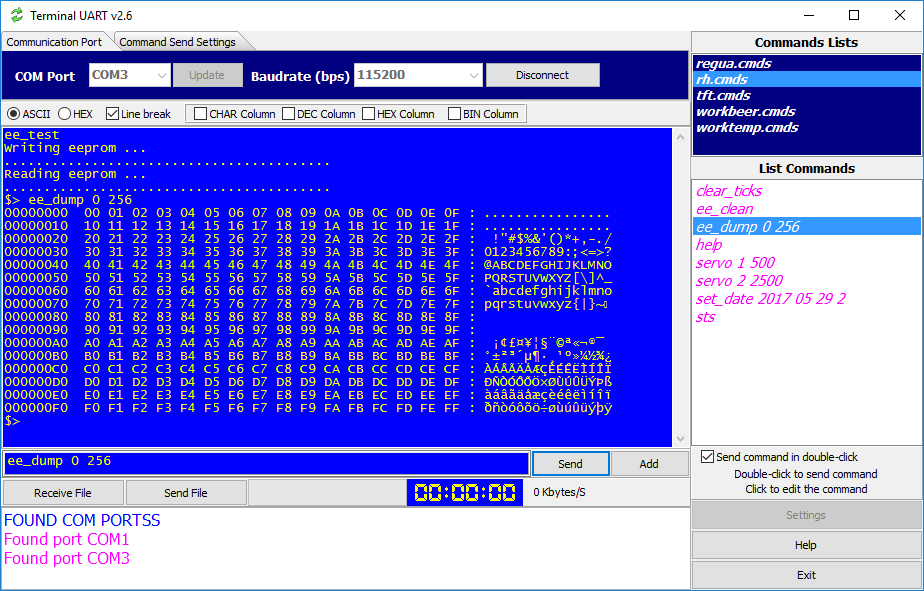 Terminal UART v2.6
Communication Port Command Send Settings
COM Port COM3 Update Baudrate (bps) 115200 Disconnect
ASCII HEX Line break CHAR Column DEC Column HEX Column BIN Column
ee_test
Writing eeprom ...
.........................................
Reading eeprom ...
.........................................
$> ee_dump 0 256
00000000 00 01 02 03 04 05 06 07 08 09 0A 0B 0C 0D 0E 0F : ................
00000010 10 11 12 13 14 15 16 17 18 19 1A 1B 1C 1D 1E 1F : ................
00000020 20 21 22 23 24 25 26 27 28 29 2A 2B 2C 2D 2E 2F :  !"#$%&'()*+,-./
00000030 30 31 32 33 34 35 36 37 38 39 3A 3B 3C 3D 3E 3F : 0123456789:;<=>?
00000040 40 41 42 43 44 45 46 47 48 49 4A 4B 4C 4D 4E 4F : @ABCDEFGHIJKLMNO
00000050 50 51 52 53 54 55 56 57 58 59 5A 5B 5C 5D 5E 5F : PQRSTUVWXYZ[\]^_
00000060 60 61 62 63 64 65 66 67 68 69 6A 6B 6C 6D 6E 6F : `abcdefghijklmno
00000070 70 71 72 73 74 75 76 77 78 79 7A 7B 7C 7D 7E 7F : pqrstuvwxyz{|}~▯
00000080 80 81 82 83 84 85 86 87 88 89 8A 8B 8C 8D 8E 8F :
00000090 90 91 92 93 94 95 96 97 98 99 9A 9B 9C 9D 9E 9F :
000000A0 A0 A1 A2 A3 A4 A5 A6 A7 A8 A9 AA AB AC AD AE AF :  ¡¢£¤¥¦§¨©ª«¬­®¯
000000B0 B0 B1 B2 B3 B4 B5 B6 B7 B8 B9 BA BB BC BD BE BF : °±²³´µ¶·¸¹º»¼½¾¿
000000C0 C0 C1 C2 C3 C4 C5 C6 C7 C8 C9 CA CB CC CD CE CF : ÀÁÂÃÄÅÆÇÈÉÊËÌÍÎÏ
000000D0 D0 D1 D2 D3 D4 D5 D6 D7 D8 D9 DA DB DC DD DE DF : ÐÑÒÓÔÕÖ×ØÙÚÛÜÝÞß
000000E0 E0 E1 E2 E3 E4 E5 E6 E7 E8 E9 EA EB EC ED EE EF : àáâãäåæçèéêëìíîï
000000F0 F0 F1 F2 F3 F4 F5 F6 F7 F8 F9 FA FB FC FD FE FF : ðñòóôõö÷øùúûüýþÿ
$>
ee_dump 0 256 Send Add
Receive File Send File 00:00:00 0 Kbytes/S
FOUND COM PORTSS
Found port COM1
Found port COM3
Commands Lists
regua.cmds
rh.cmds
tft.cmds
workbeer.cmds
worktemp.cmds
List Commands
clear_ticks
ee_clean
ee_dump 0 256
help
servo 1 500
servo 2 2500
set_date 2017 05 29 2
sts
Send command in double-click
Double-click to send command
Click to edit the command
Settings
Help
Exit